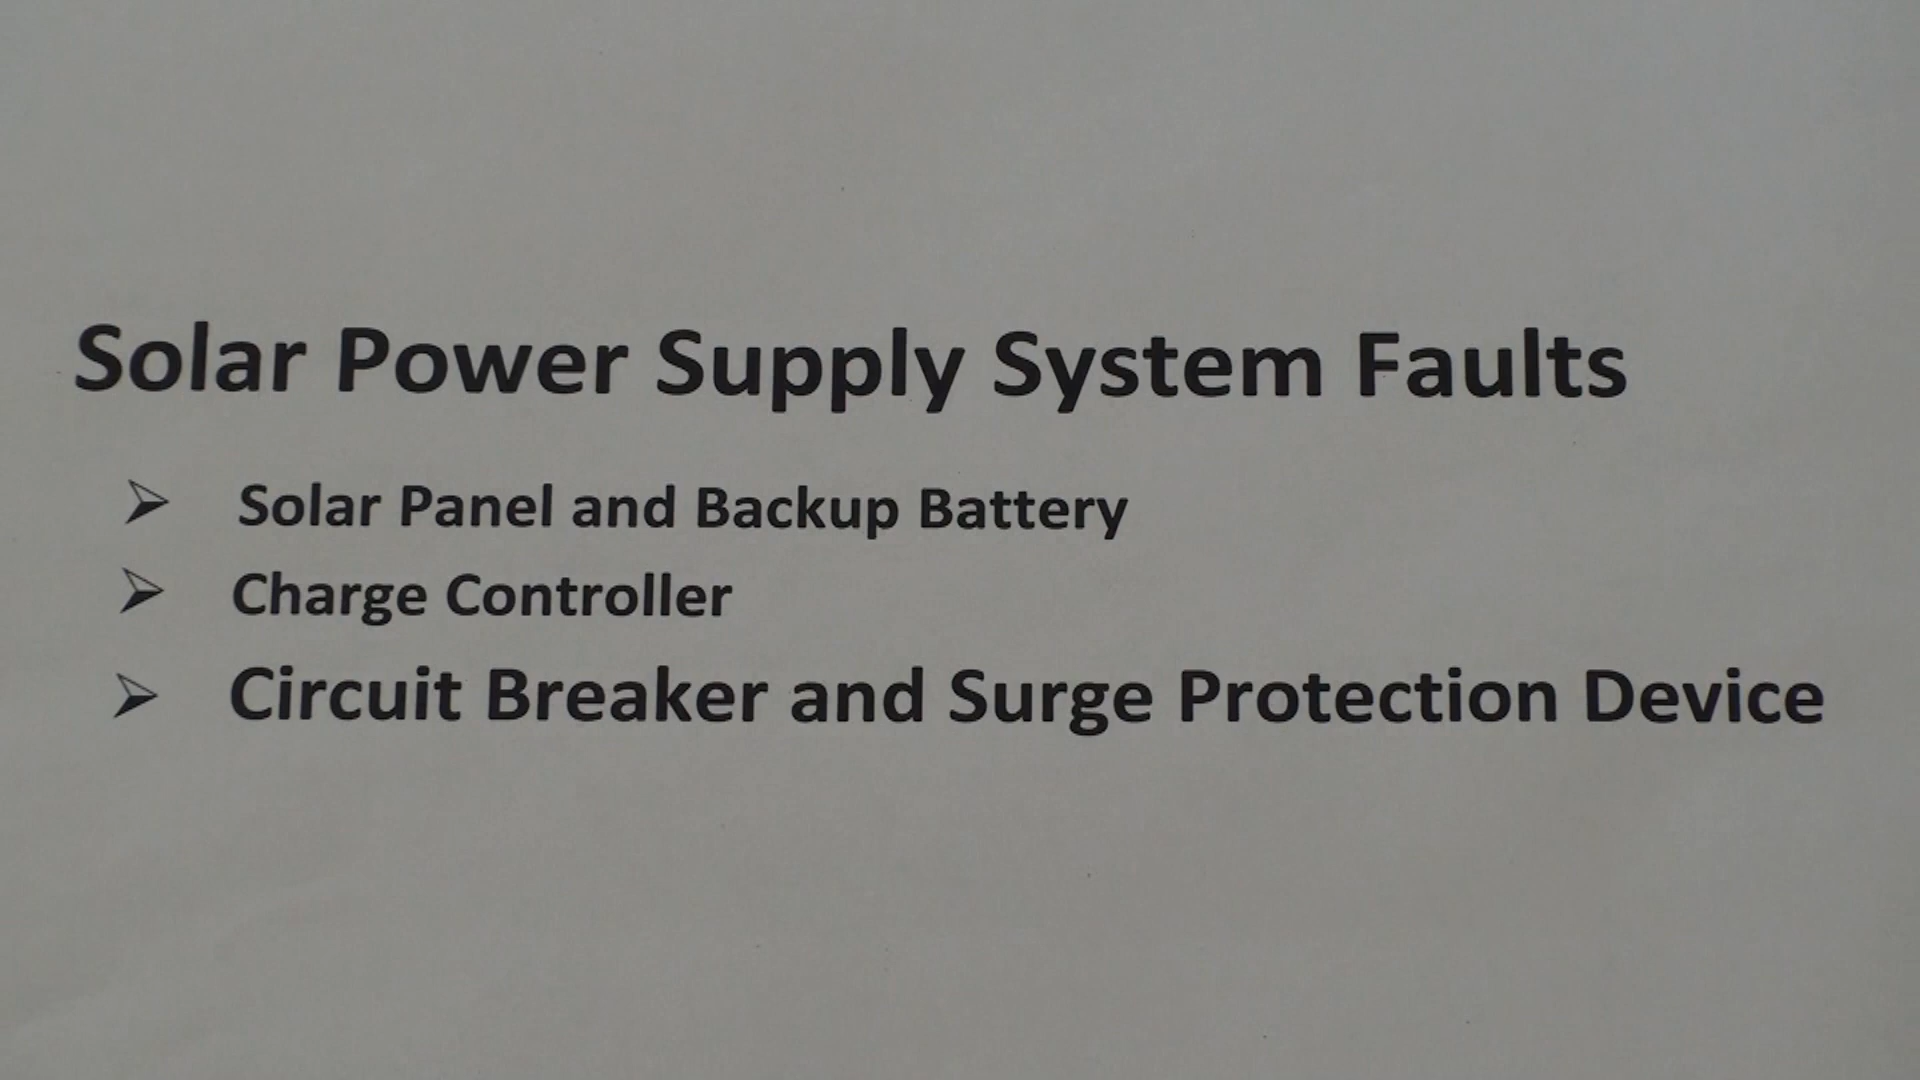 Solar Power Supply System Faults
➢ Solar Panel and Backup Battery
➢ Charge Controller
➢ Circuit Breaker and Surge Protection Device